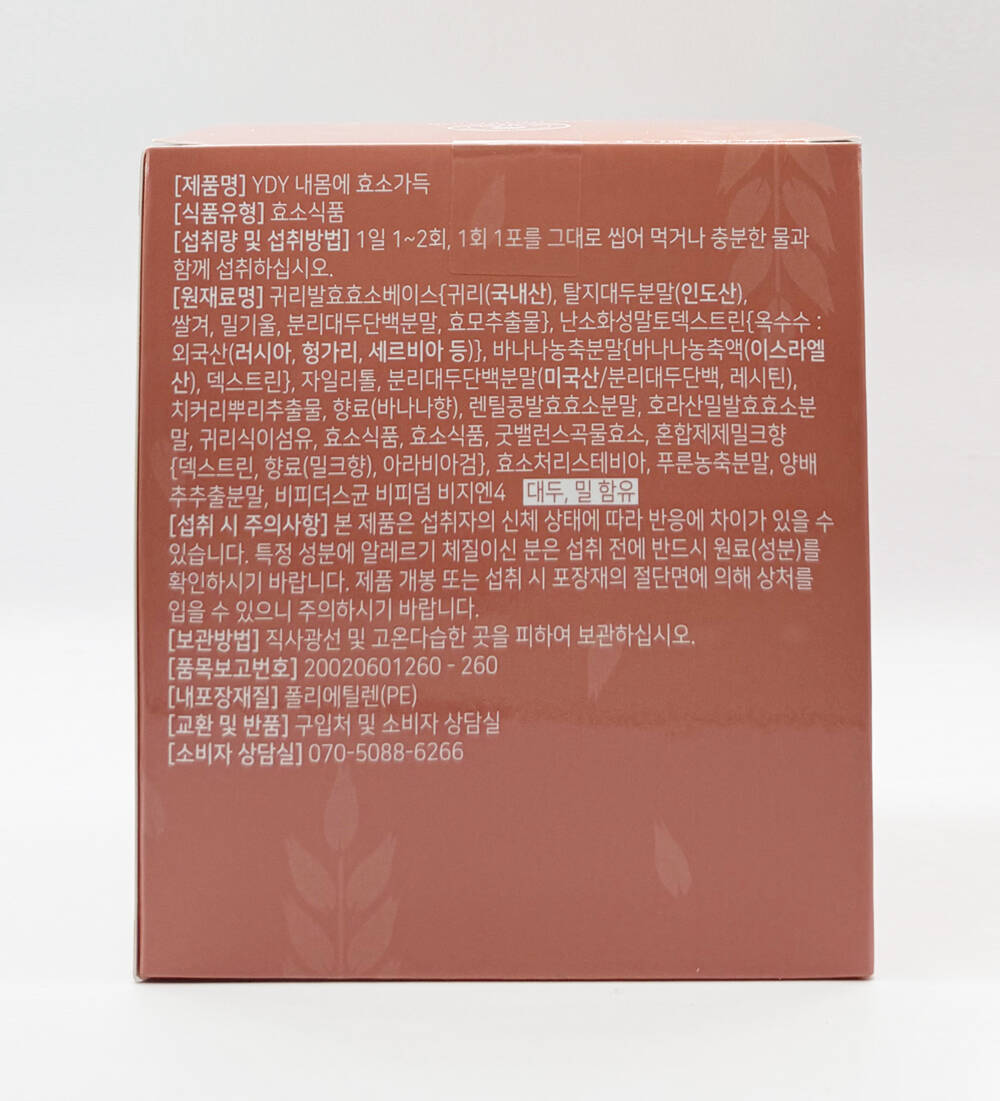 [제품명] YDY 내몸에 효소가득
[식품유형] 효소식품
[섭취량 및 섭취방법] 1일 1~2회, 1회 1포를 그대로 씹어 먹거나 충분한 물과
함께 섭취하십시오.
[원재료명] 귀리발효효소베이스{귀리(국내산), 탈지대두분말(인도산),
쌀겨, 밀기울, 분리대두단백분말, 효모추출물}, 난소화성말토덱스트린{옥수수 :
외국산(러시아, 헝가리, 세르비아 등)}, 바나나농축분말{바나나농축액(이스라엘
산), 덱스트린}, 자일리톨, 분리대두단백분말(미국산/분리대두단백, 레시틴),
치커리뿌리추출물, 향료(바나나향), 렌틸콩발효효소분말, 호라산밀발효효소분
말, 귀리식이섬유, 효소식품, 효소식품, 굿밸런스곡물효소, 혼합제제밀크향
{덱스트린, 향료(밀크향), 아라비아검}, 효소처리스테비아, 푸룬농축분말, 양배
추추출분말, 비피더스균 비피덤 비지엔4 대두, 밀 함유
[섭취 시 주의사항] 본 제품은 섭취자의 신체 상태에 따라 반응에 차이가 있을 수
있습니다. 특정 성분에 알레르기 체질이신 분은 섭취 전에 반드시 원료(성분)를
확인하시기 바랍니다. 제품 개봉 또는 섭취 시 포장재의 절단면에 의해 상처를
입을 수 있으니 주의하시기 바랍니다.
[보관방법] 직사광선 및 고온다습한 곳을 피하여 보관하십시오.
[품목보고번호] 20020601260 - 260
[내포장재질] 폴리에틸렌(PE)
[교환 및 반품] 구입처 및 소비자 상담실
[소비자 상담실] 070-5088-6266